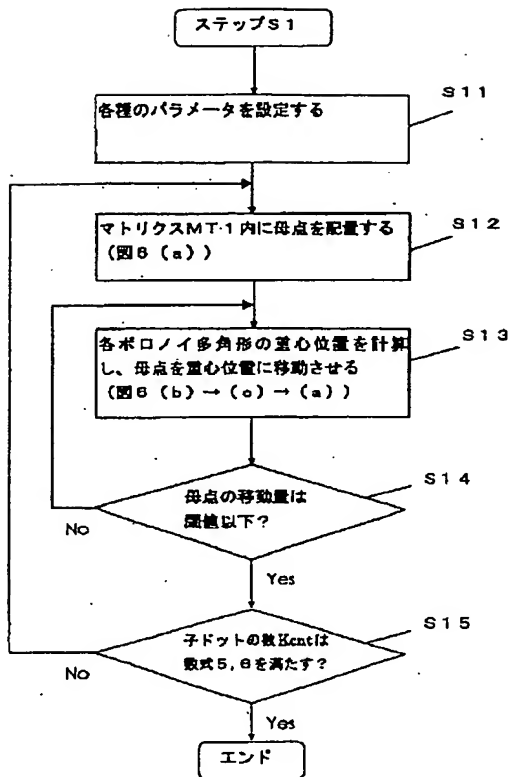 ステップS1
S11
各種のパラメータを設定する
S12
マトリクスMT-1内に母点を配置する
(図6(a))
S13
各ボロノイ多角形の重心位置を計算
し、母点を重心位置に移動させる
(図6(b)→(c)→(a))
S14
母点の移動量は
閾値以下?
No
Yes
S15
子ドットの数Kcntは
数式5,6を満たす?
No
Yes
エンド